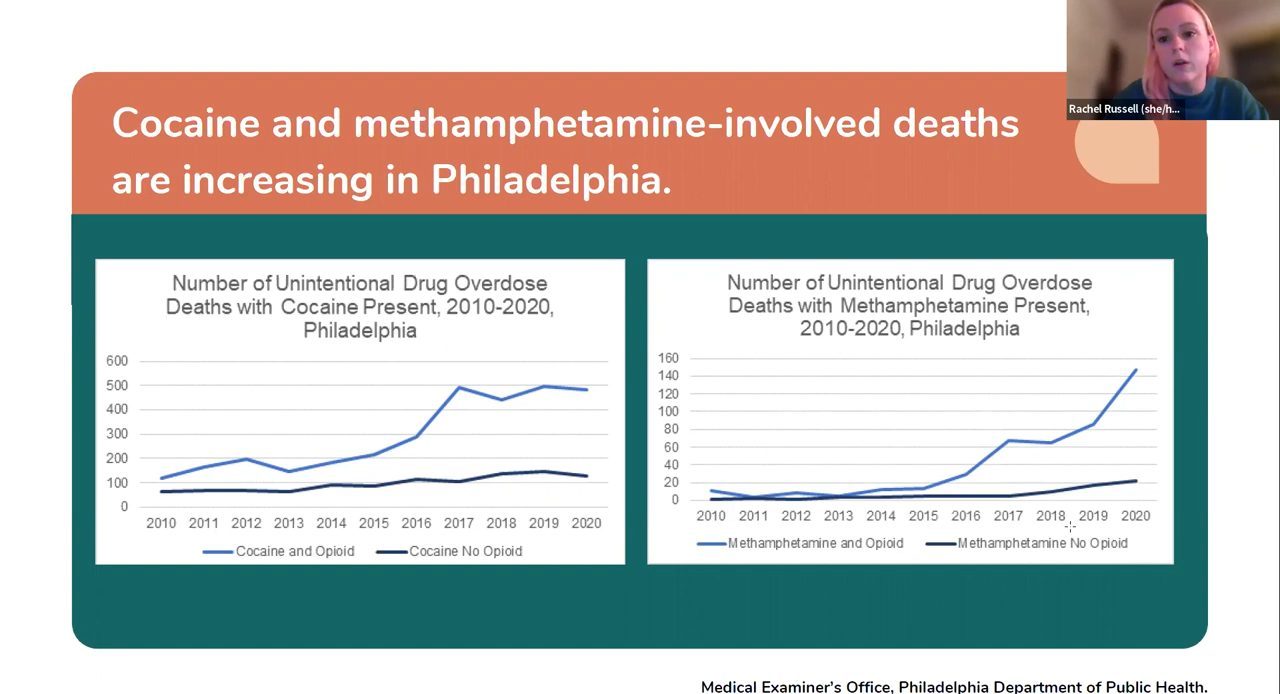 Rachel Russell (she/h...
Cocaine and methamphetamine-involved deaths
are increasing in Philadelphia.
Number of Unintentional Drug Overdose
Deaths with Cocaine Present, 2010-2020,
Philadelphia
600
500
400
300
200
100
0
2010 2011 2012 2013 2014 2015 2016 2017 2018 2019 2020
Cocaine and Opioid Cocaine No Opioid
Number of Unintentional Drug Overdose
Deaths with Methamphetamine Present,
2010-2020, Philadelphia
160
140
120
100
80
60
40
20
0
2010 2011 2012 2013 2014 2015 2016 2017 2018 2019 2020
Methamphetamine and Opioid Methamphetamine No Opioid
Medical Examiner's Office, Philadelphia Department of Public Health.